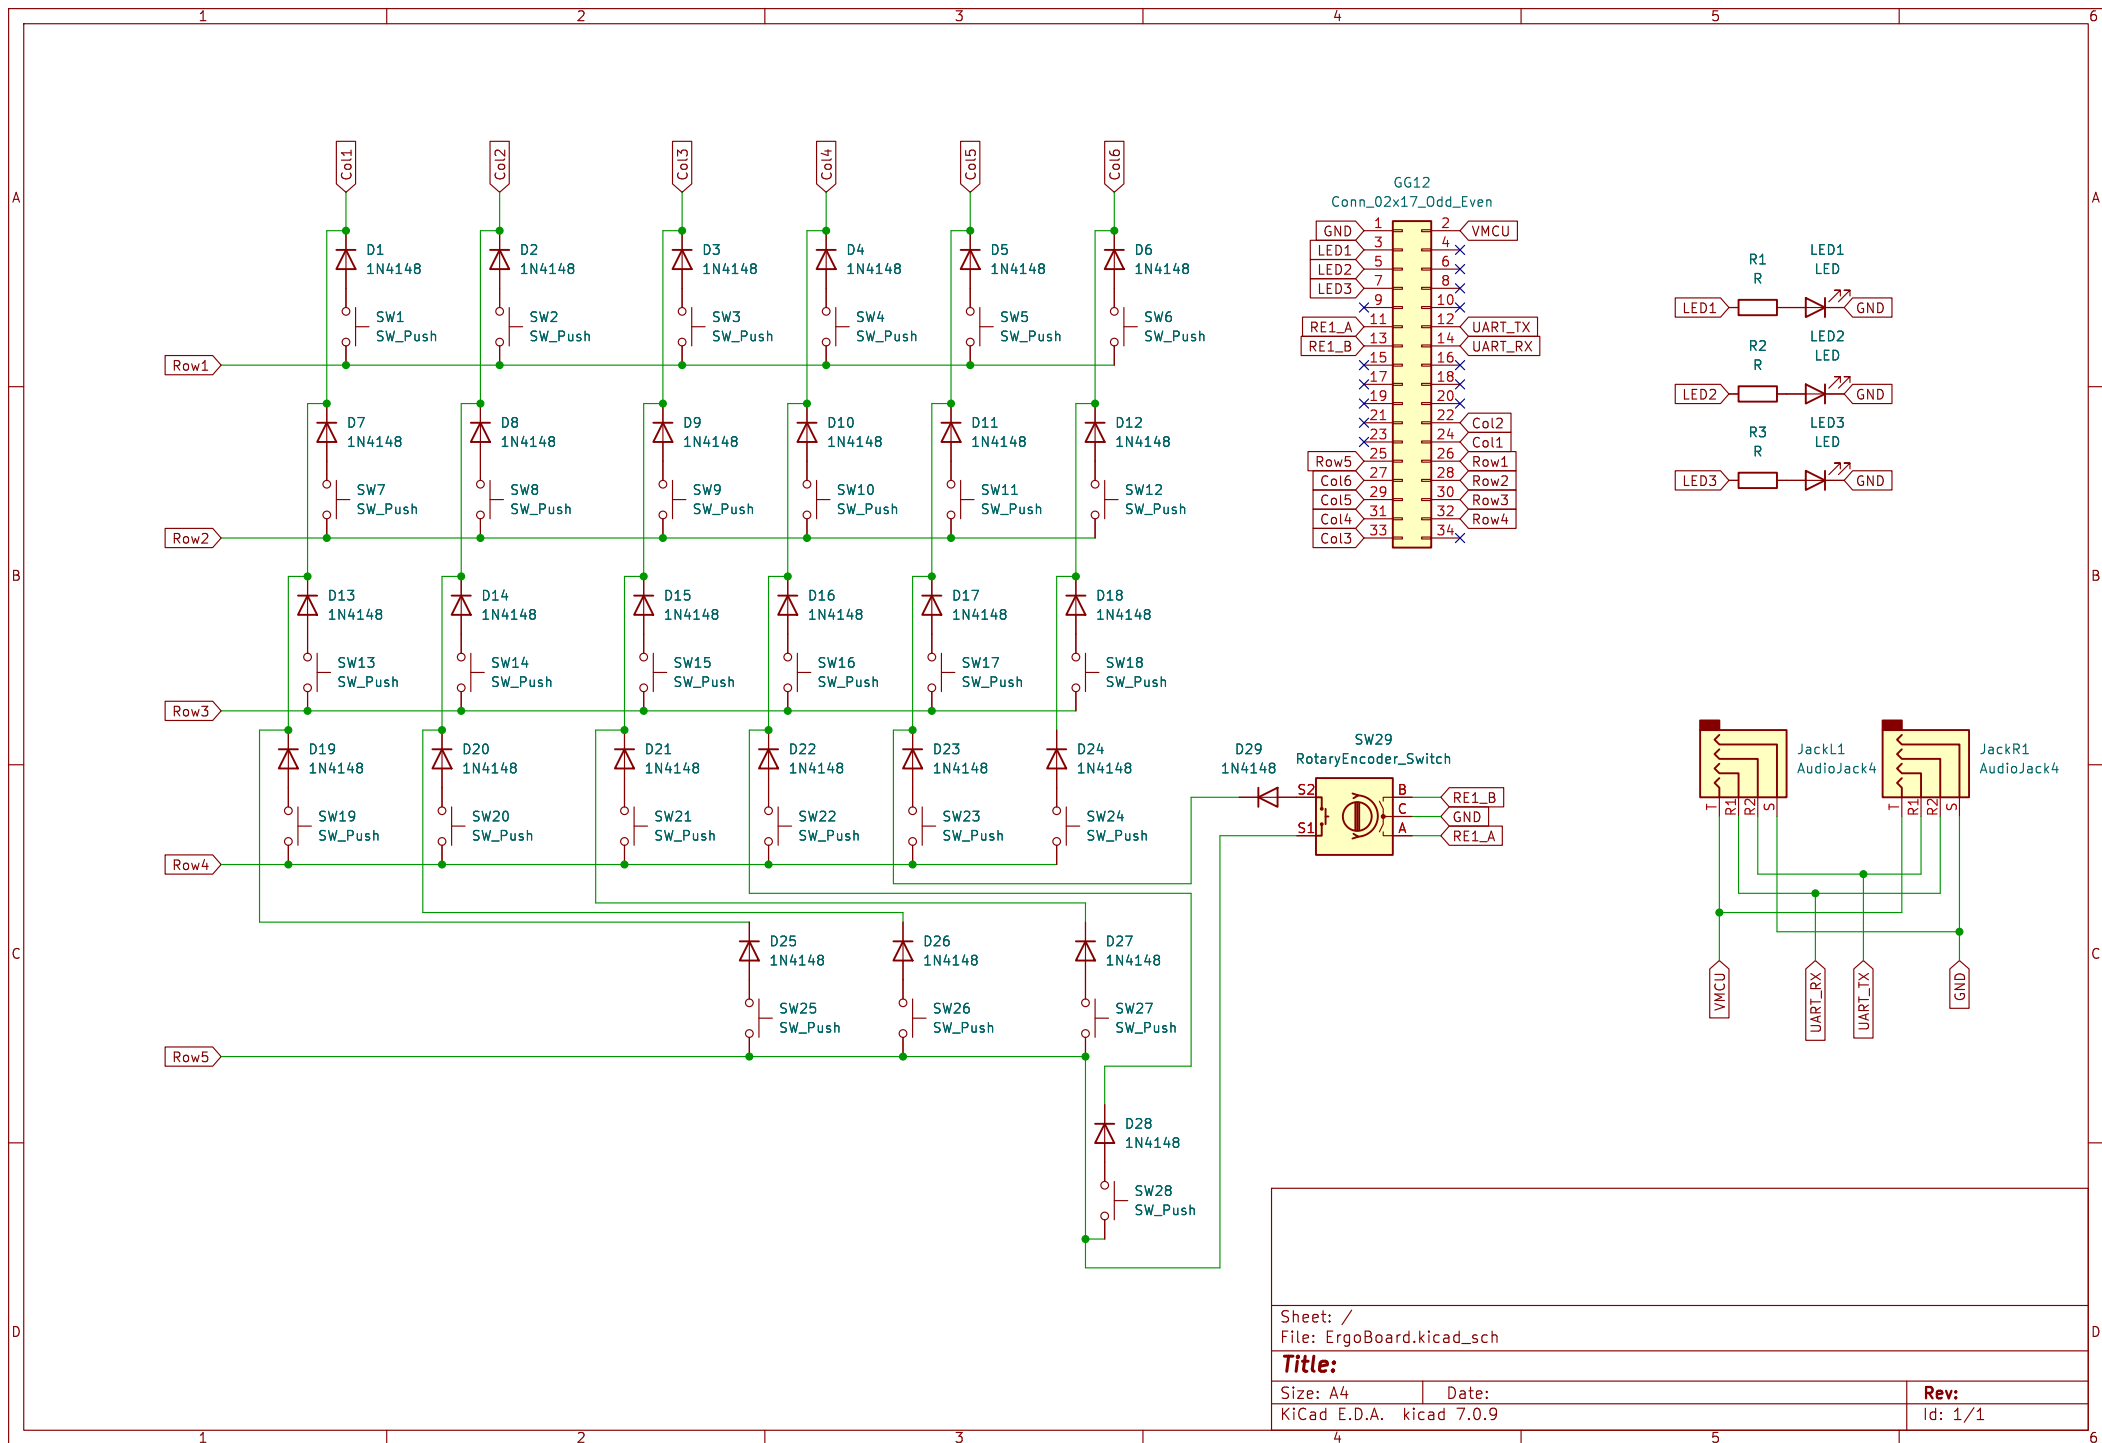 1 2 3 4 5 6
A
B
C
D
A
B
C
D
1 2 3 4 5 6
Col1
Col2
Col3
Col4
Col5
Col6
D1
1N4148
D2
1N4148
D3
1N4148
D4
1N4148
D5
1N4148
D6
1N4148
SW1
SW_Push
SW2
SW_Push
SW3
SW_Push
SW4
SW_Push
SW5
SW_Push
SW6
SW_Push
Row1
D7
1N4148
D8
1N4148
D9
1N4148
D10
1N4148
D11
1N4148
D12
1N4148
SW7
SW_Push
SW8
SW_Push
SW9
SW_Push
SW10
SW_Push
SW11
SW_Push
SW12
SW_Push
Row2
D13
1N4148
D14
1N4148
D15
1N4148
D16
1N4148
D17
1N4148
D18
1N4148
SW13
SW_Push
SW14
SW_Push
SW15
SW_Push
SW16
SW_Push
SW17
SW_Push
SW18
SW_Push
Row3
D19
1N4148
D20
1N4148
D21
1N4148
D22
1N4148
D23
1N4148
D24
1N4148
SW19
SW_Push
SW20
SW_Push
SW21
SW_Push
SW22
SW_Push
SW23
SW_Push
SW24
SW_Push
Row4
D25
1N4148
D26
1N4148
D27
1N4148
SW25
SW_Push
SW26
SW_Push
SW27
SW_Push
Row5
D28
1N4148
SW28
SW_Push
GG12
Conn_02x17_Odd_Even
GND 1 2 VMCU
LED1 3 4
LED2 5 6
LED3 7 8
9 10
RE1_A 11 12 UART_TX
RE1_B 13 14 UART_RX
15 16
17 18
19 20
21 22 Col2
23 24 Col1
Row5 25 26 Row1
Col6 27 28 Row2
Col5 29 30 Row3
Col4 31 32 Row4
Col3 33 34
R1
R
LED1
LED
LED1 GND
R2
R
LED2
LED
LED2 GND
R3
R
LED3
LED
LED3 GND
D29
1N4148
SW29
RotaryEncoder_Switch
S2 B RE1_B
C GND
S1 A RE1_A
JackL1
AudioJack4
T R1 R2 S
JackR1
AudioJack4
T R1 R2 S
VMCU
UART_RX
UART_TX
GND
Sheet: /
File: ErgoBoard.kicad_sch
Title:
Size: A4 Date: Rev:
KiCad E.D.A. kicad 7.0.9 Id: 1/1